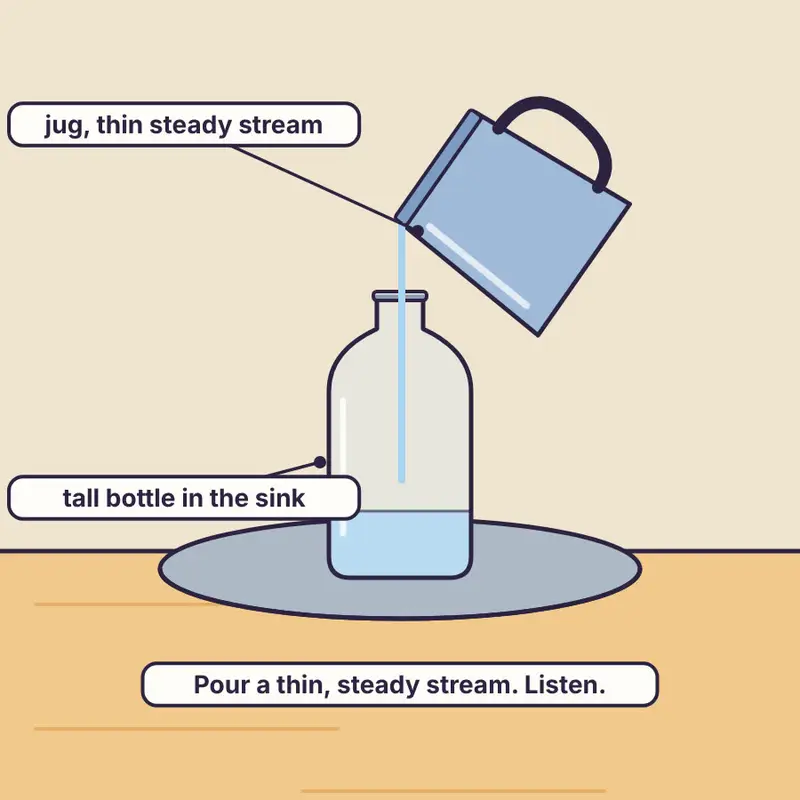 jug, thin steady stream
tall bottle in the sink
Pour a thin, steady stream. Listen.